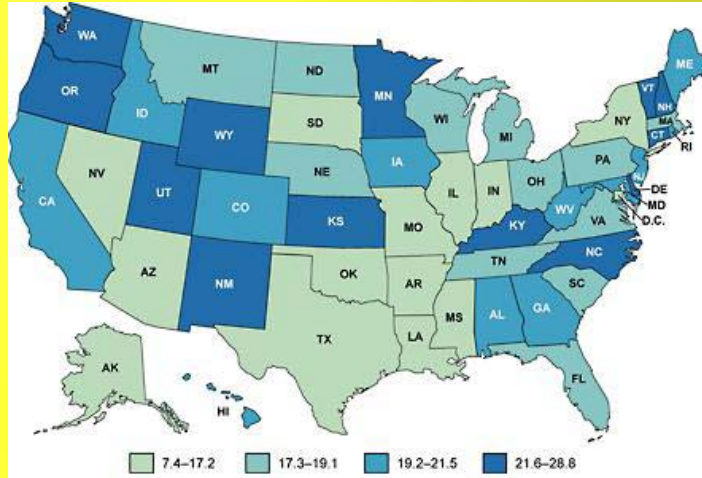 WA
MT
ND
MN
ME
OR
ID
SD
WI
VT
NH
WY
MI
NY
MA
CT
RI
NV
NE
IA
PA
NJ
UT
IL
IN
OH
DE
MD
CA
CO
WV
VA
D.C.
KS
MO
KY
AZ
NM
OK
TN
NC
AR
SC
TX
MS
AL
GA
LA
AK
FL
HI
7.4–17.2 17.3–19.1 19.2–21.5 21.6–28.8